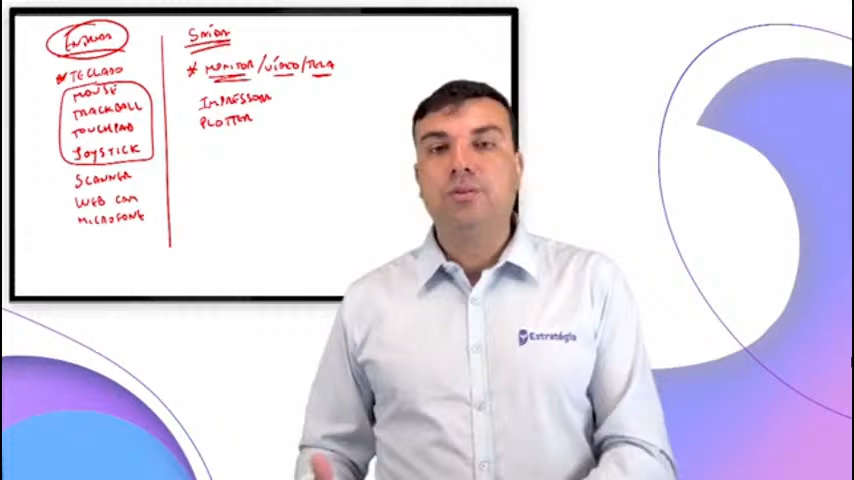 ENTRADA
* TECLADO
MOUSE
TRACKBALL
TOUCHPAD
JOYSTICK
SCANNER
WEB CAM
MICROFONE
SAÍDA
* MONITOR/VÍDEO/TELA
IMPRESSORA
PLOTTER
Estratégia